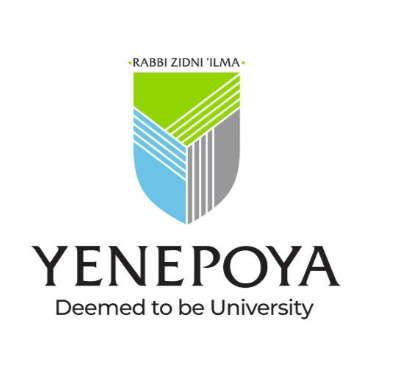 •RABBI ZIDNI 'ILMA•
YENEPOYA
Deemed to be University